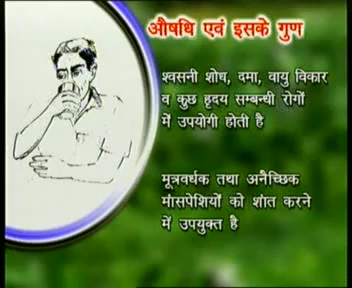 औषधि एवं इसके गुण
श्वसनी शोथ, दमा, वायु विकार
व कुछ हृदय सम्बन्धी रोगों
में उपयोगी होती है
मूत्रवर्धक तथा अनैच्छिक
मांसपेशियों को शांत करने
में उपयुक्त है